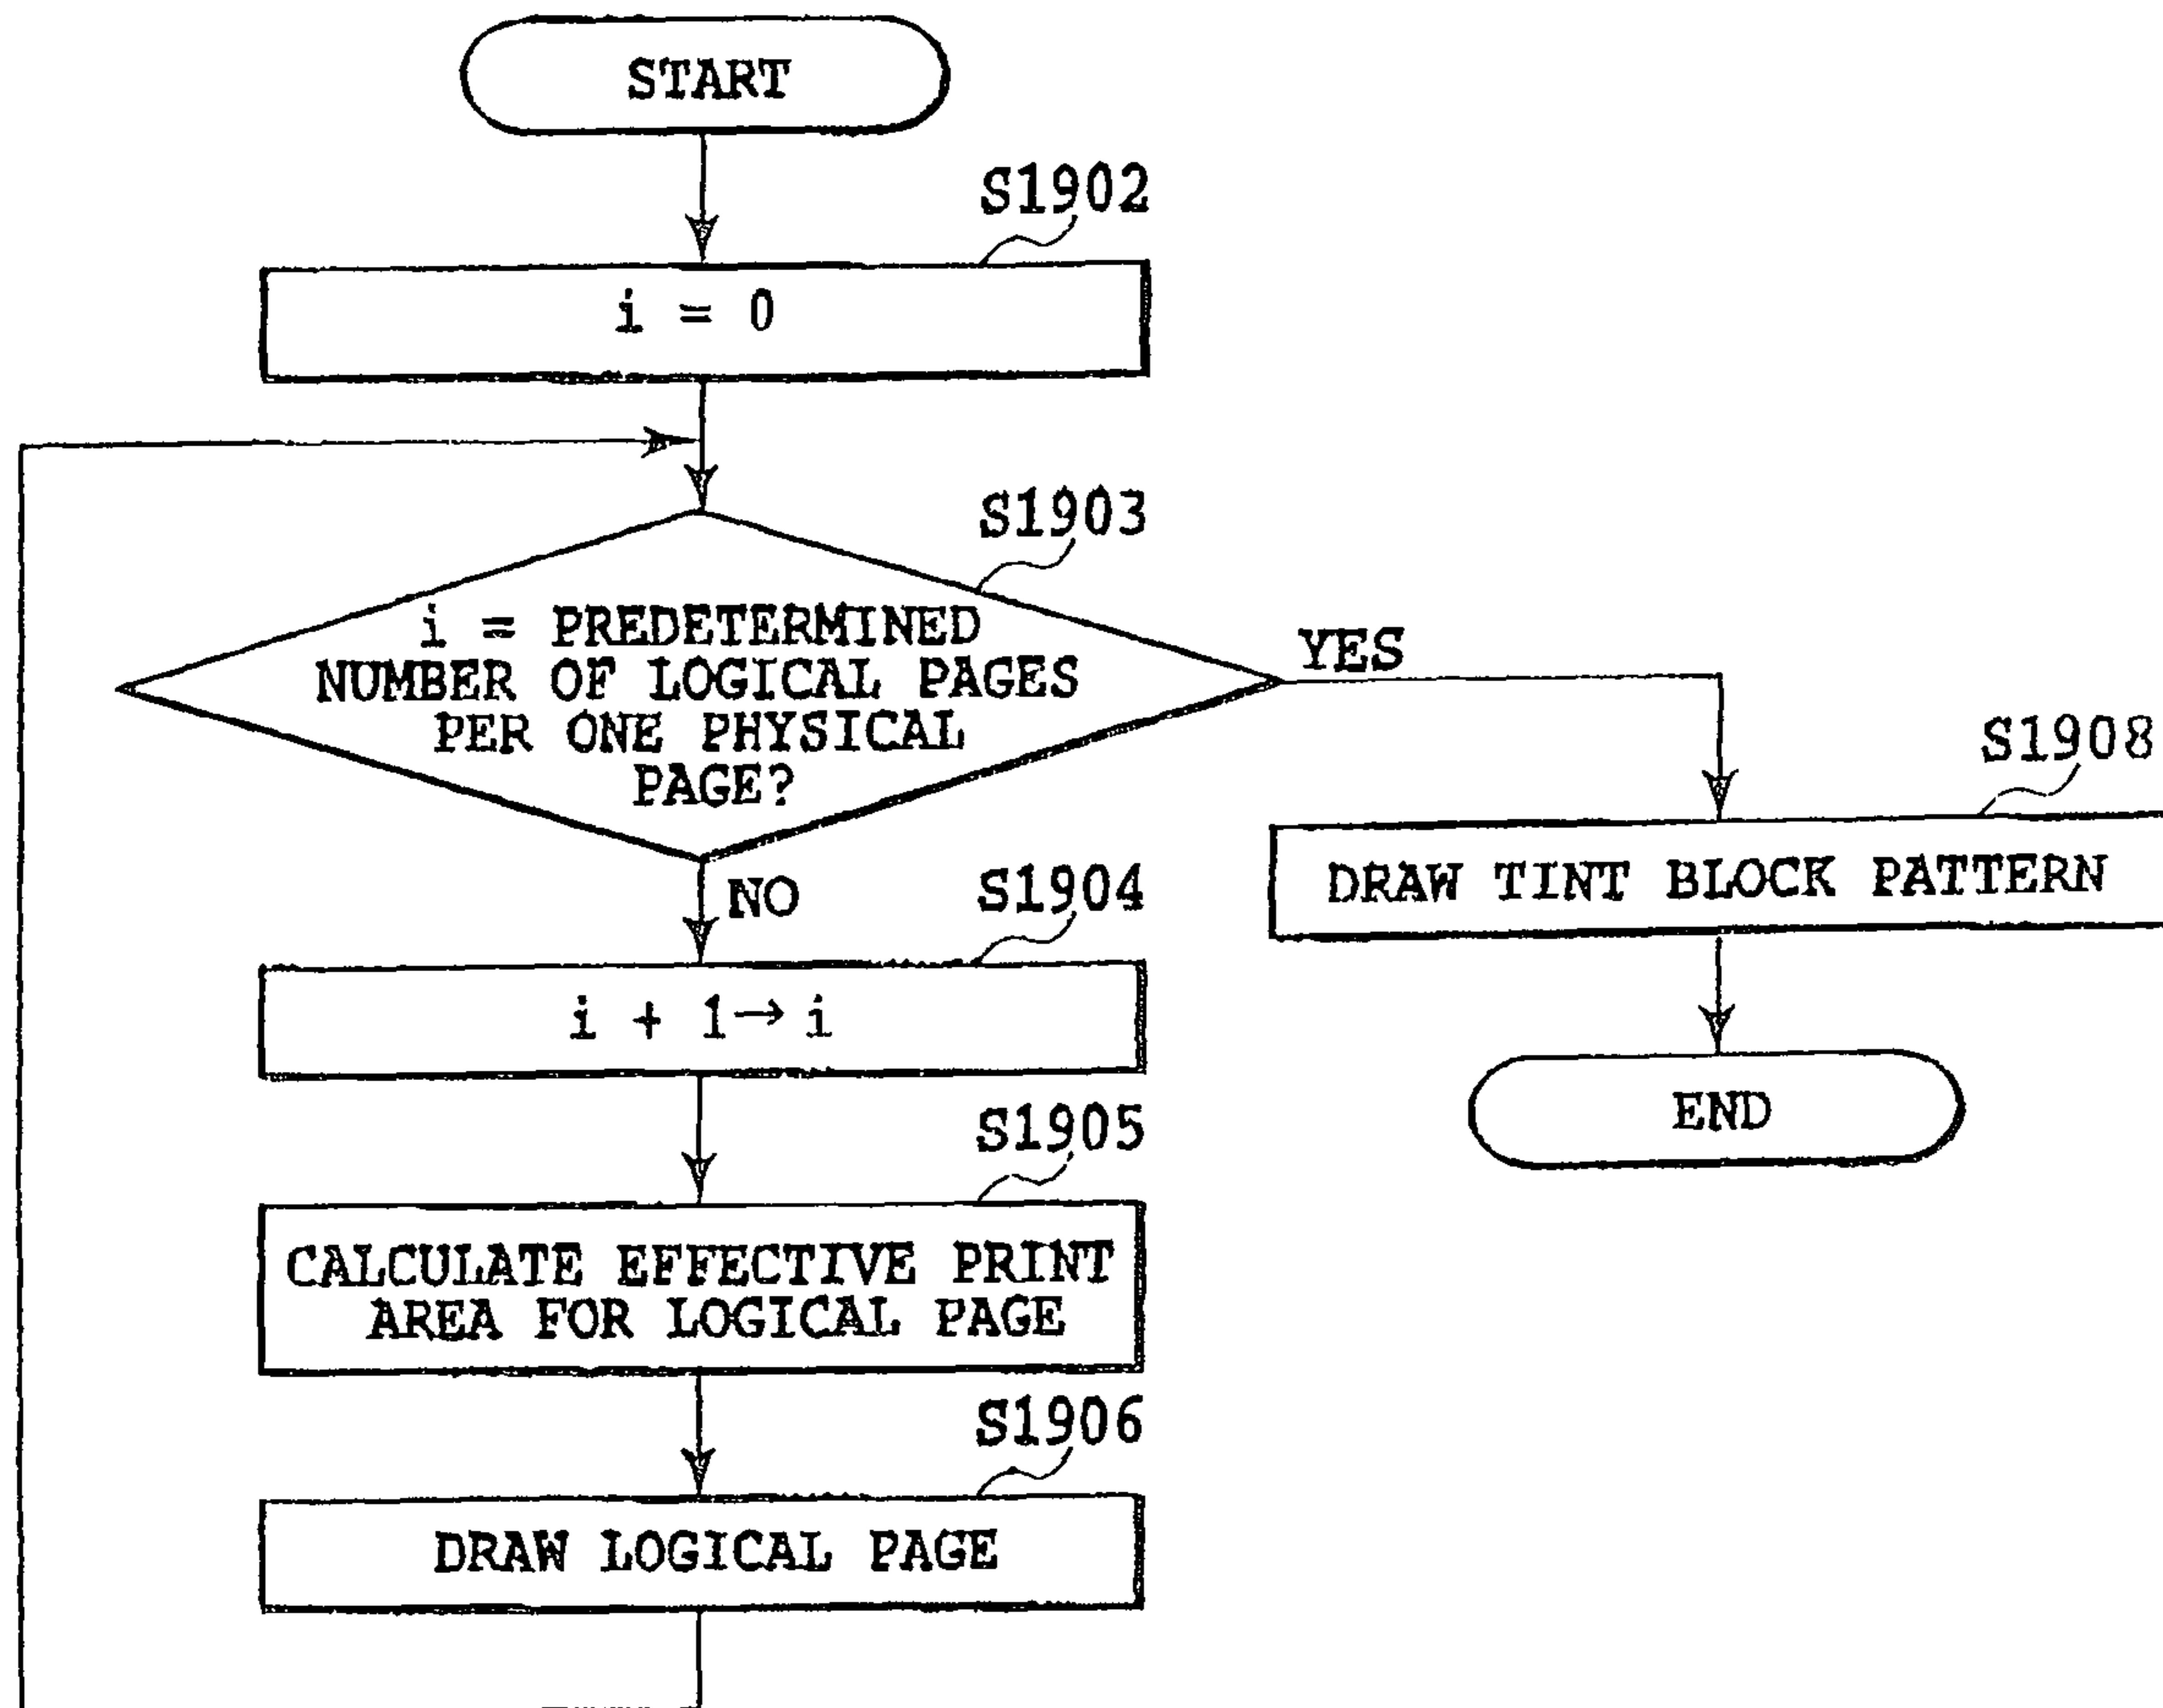 START
S1902
i = 0
S1903
i = PREDETERMINED
NUMBER OF LOGICAL PAGES
PER ONE PHYSICAL
PAGE?
YES
S1908
DRAW TINT BLOCK PATTERN
NO
S1904
i + 1→i
END
S1905
CALCULATE EFFECTIVE PRINT
AREA FOR LOGICAL PAGE
S1906
DRAW LOGICAL PAGE